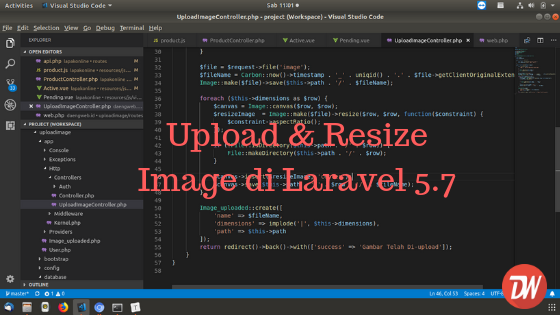 Activities
Visual Studio Code
Sab 11:01
UploadImageController.php - project (Workspace) - Visual Studio Code
File Edit Selection View Go Debug Terminal Help
EXPLORER
OPEN EDITORS
api.php
product.js
ProductController.php
Active.vue
Pending.vue
UploadImageController.php
web.php
PROJECT (WORKSPACE)
uploadimage
app
Console
Exceptions
Http
Controllers
Auth
Controller.php
UploadImageController.php
Middleware
Kernel.php
Providers
Image_uploaded.php
User.php
bootstrap
config
database
OUTLINE
product.js ProductController.php Active.vue Pending.vue UploadImageController.php web.php
}
$file = $request->file('image');
$fileName = Carbon::now()->timestamp . '_' . uniqid() . '.' . $file->getClientOriginalExten
Image::make($file)->save($this->path . '/' . $fileName);
foreach ($this->dimensions as $row) {
$canvas = Image::canvas($row, $row);
$resizeImage = Image::make($file)->resize($row, $row, function($constraint) {
$constraint->aspectRatio();
File::makeDirectory($this->path . '/' . $row);
}
Upload & Resize
Image di Laravel 5.7
Image_uploaded::create([
'name' => $fileName,
'dimensions' => implode('|', $this->dimensions),
'path' => $this->path
]);
return redirect()->back()->with(['success' => 'Gambar Telah Di-upload']);
}
}
master*
Ln 46, Col 53 Spaces: 4
DW